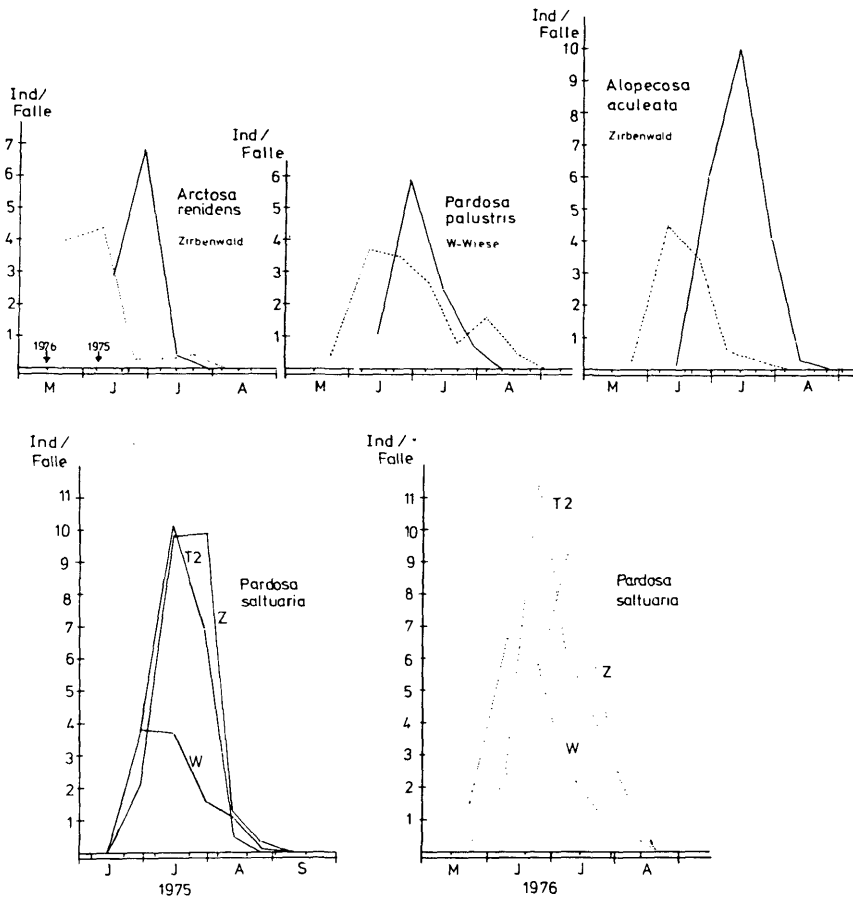 Ind/
Falle
7
6
5
4
3
2
1
Arctosa
renidens
Zirbenwald
1976
1975
M J J A
Ind/
Falle
6
5
4
3
2
1
Pardosa
palustris
W-Wiese
M J J A
Ind/
Falle
10
9
8
7
6
5
4
3
2
1
Alopecosa
aculeata
Zirbenwald
M J J A
Ind/
Falle
11
10
9
8
7
6
5
4
3
2
1
T2
Z
W
Pardosa
saltuaria
J J A S
1975
Ind/
Falle
11
10
9
8
7
6
5
4
3
2
1
T2
Z
W
Pardosa
saltuaria
M J J A
1976